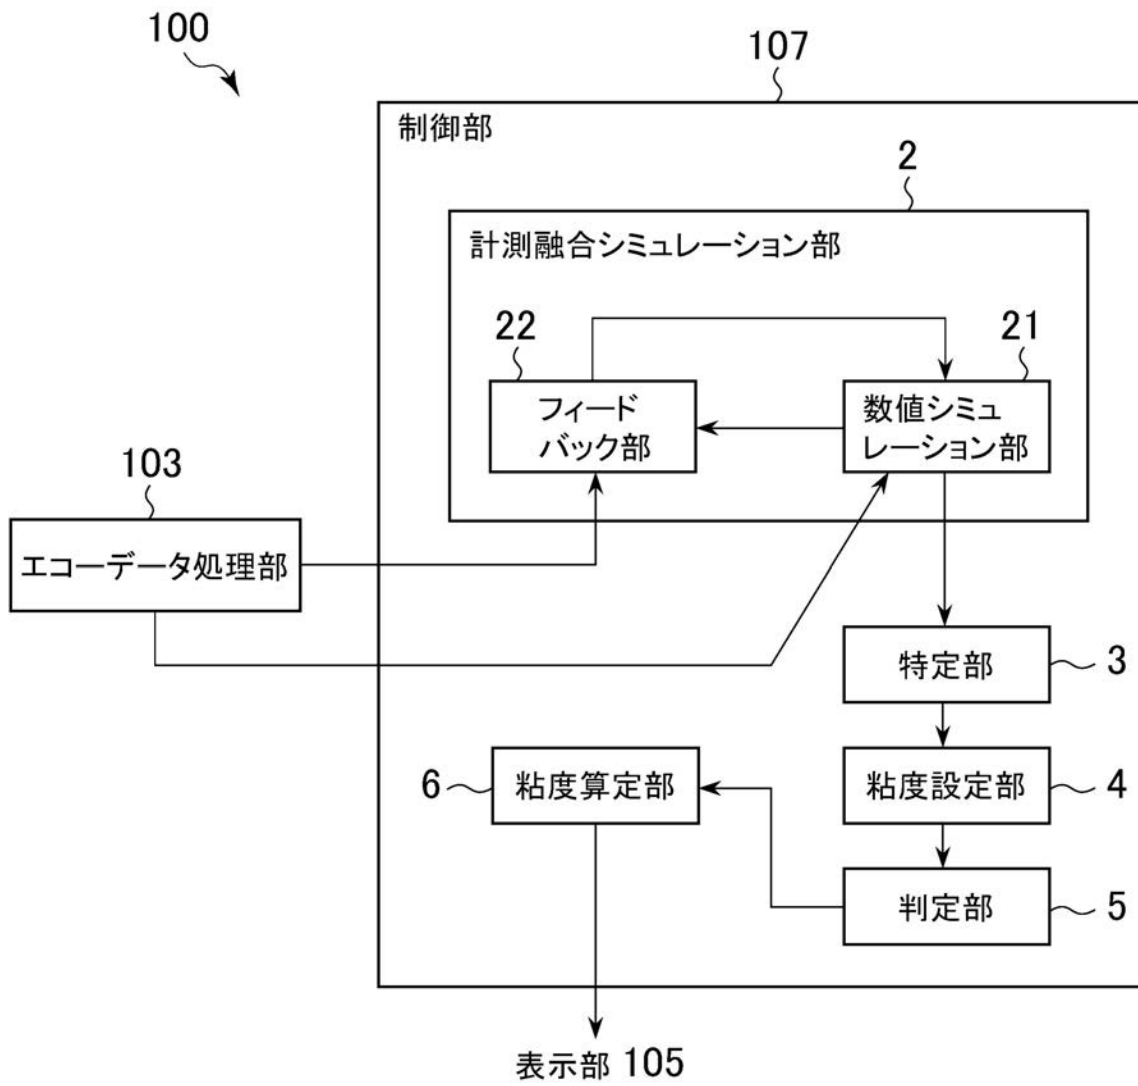 100
107
制御部
2
計測融合シミュレーション部
22
21
フィード
バック部
数値シミュ
レーション部
103
エコーデータ処理部
特定部
3
6
粘度算定部
粘度設定部
4
判定部
5
表示部 105